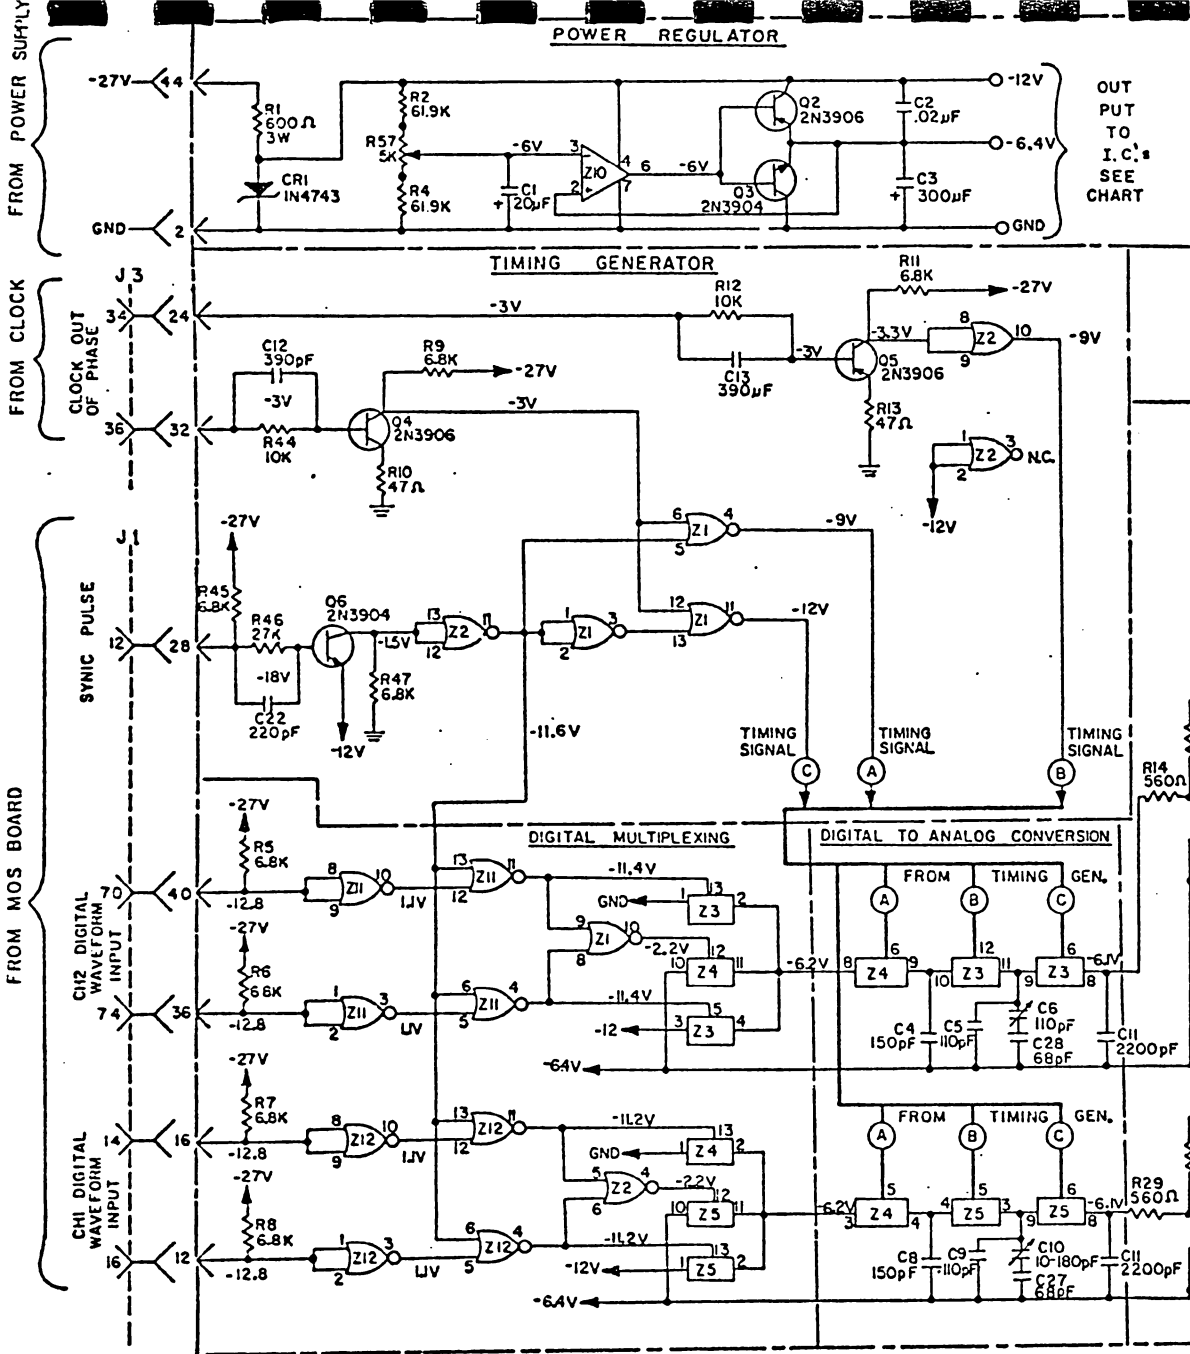 POWER REGULATOR
FROM POWER SUPPLY
-27V
44
R1
600Ω
3W
CR1
1N4743
GND
2
R2
61.9K
R57
5K
R4
61.9K
-6V
C1
+ 20µF
3
Z10
2
4
7
6
-6V
Q2
2N3906
Q3
2N3904
C2
.02µF
C3
+ 300µF
-12V
-6.4V
GND
OUT
PUT
TO
I.C.'s
SEE
CHART
TIMING GENERATOR
FROM CLOCK
CLOCK OUT
OF PHASE
J3
34
24
36
32
-3V
C12
390pF
-3V
R44
10K
R9
6.8K
-27V
-3V
Q4
2N3906
R10
47Ω
R12
10K
C13
390µF
-3V
Q5
2N3906
R11
6.8K
-27V
-3.3V
8
9
Z2
10
-9V
R13
47Ω
1
2
Z2
3
N.C.
-12V
FROM MOS BOARD
J1
SYNIC PULSE
12
28
-27V
R45
6.8K
R46
27K
-18V
C22
220pF
Q6
2N3904
-12V
-1.5V
R47
6.8K
13
12
Z2
11
1
2
Z1
3
6
5
Z1
4
-9V
12
13
Z1
11
-12V
-11.6V
TIMING
SIGNAL
C
TIMING
SIGNAL
A
TIMING
SIGNAL
B
R14
560Ω
DIGITAL MULTIPLEXING
DIGITAL TO ANALOG CONVERSION
CH2 DIGITAL
WAVEFORM
INPUT
70
40
-27V
R5
6.8K
-12.8
8
9
Z11
10
1.1V
13
12
Z11
11
-11.4V
74
36
-27V
R6
6.8K
-12.8
1
2
Z11
3
1.1V
6
5
Z11
4
-11.4V
9
8
Z1
10
-2.2V
GND
1
13
Z3
2
10
12
Z4
11
-12
3
5
Z3
4
-6.4V
-6.2V
FROM TIMING GEN.
A
B
C
8
6
Z4
9
10
12
Z3
11
9
6
Z3
8
-6.1V
C4
150pF
C5
110pF
C6
110pF
C28
68pF
C11
2200pF
CH1 DIGITAL
WAVEFORM
INPUT
14
16
-27V
R7
6.8K
-12.8
8
9
Z12
10
1.1V
13
12
Z12
11
-11.2V
16
12
-27V
R8
6.8K
-12.8
1
2
Z12
3
1.1V
6
5
Z12
4
-11.2V
5
6
Z2
4
-2.2V
GND
1
13
Z4
2
10
12
Z5
11
-12V
1
13
Z5
2
-6.4V
-6.2V
FROM TIMING GEN.
A
B
C
3
5
Z4
4
4
5
Z5
3
9
6
Z5
8
-6.1V
R29
560Ω
C8
150pF
C9
110pF
C10
10-180pF
C27
68pF
C11
2200pF